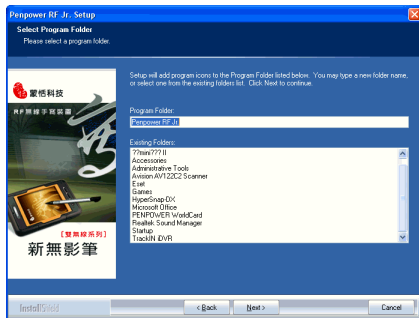 Penpower RF Jr. Setup
Select Program Folder
Please select a program folder.
Setup will add program icons to the Program Folder listed below. You may type a new folder name,
or select one from the existing folders list. Click Next to continue.
蒙恬科技
RF無線手寫裝置
【雙無線系列】
新無影筆
Program Folder:
Penpower RF Jr.
Existing Folders:
??mini??? II
Accessories
Administrative Tools
Avision AV122C2 Scanner
Eset
Games
HyperSnap-DX
Microsoft Office
PENPOWER WorldCard
Realtek Sound Manager
Startup
TrackIN iDVR
InstallShield
< Back
Next >
Cancel